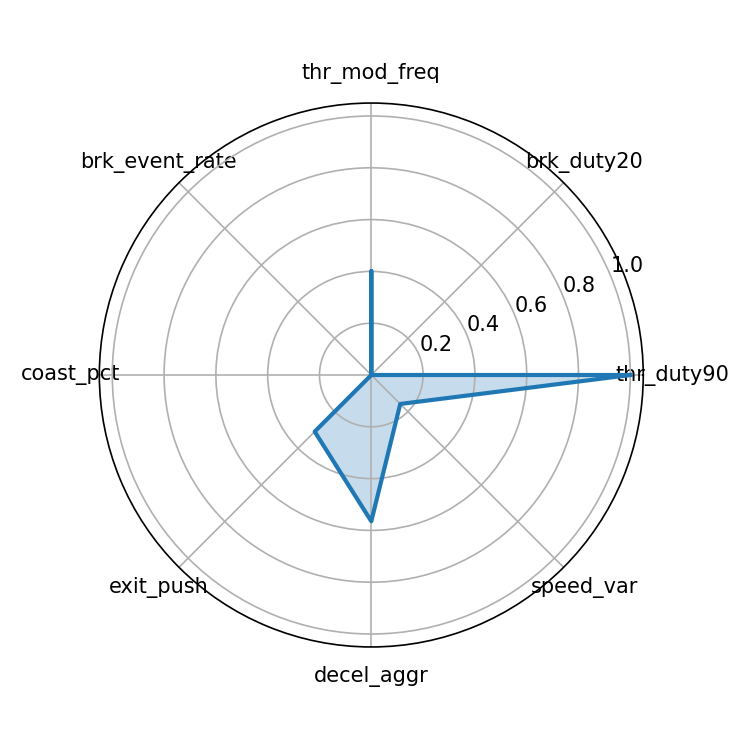 thr_mod_freq
brk_event_rate
brk_duty20
1.0
0.8
0.6
0.4
0.2
coast_pct
thr_duty90
exit_push
speed_var
decel_aggr